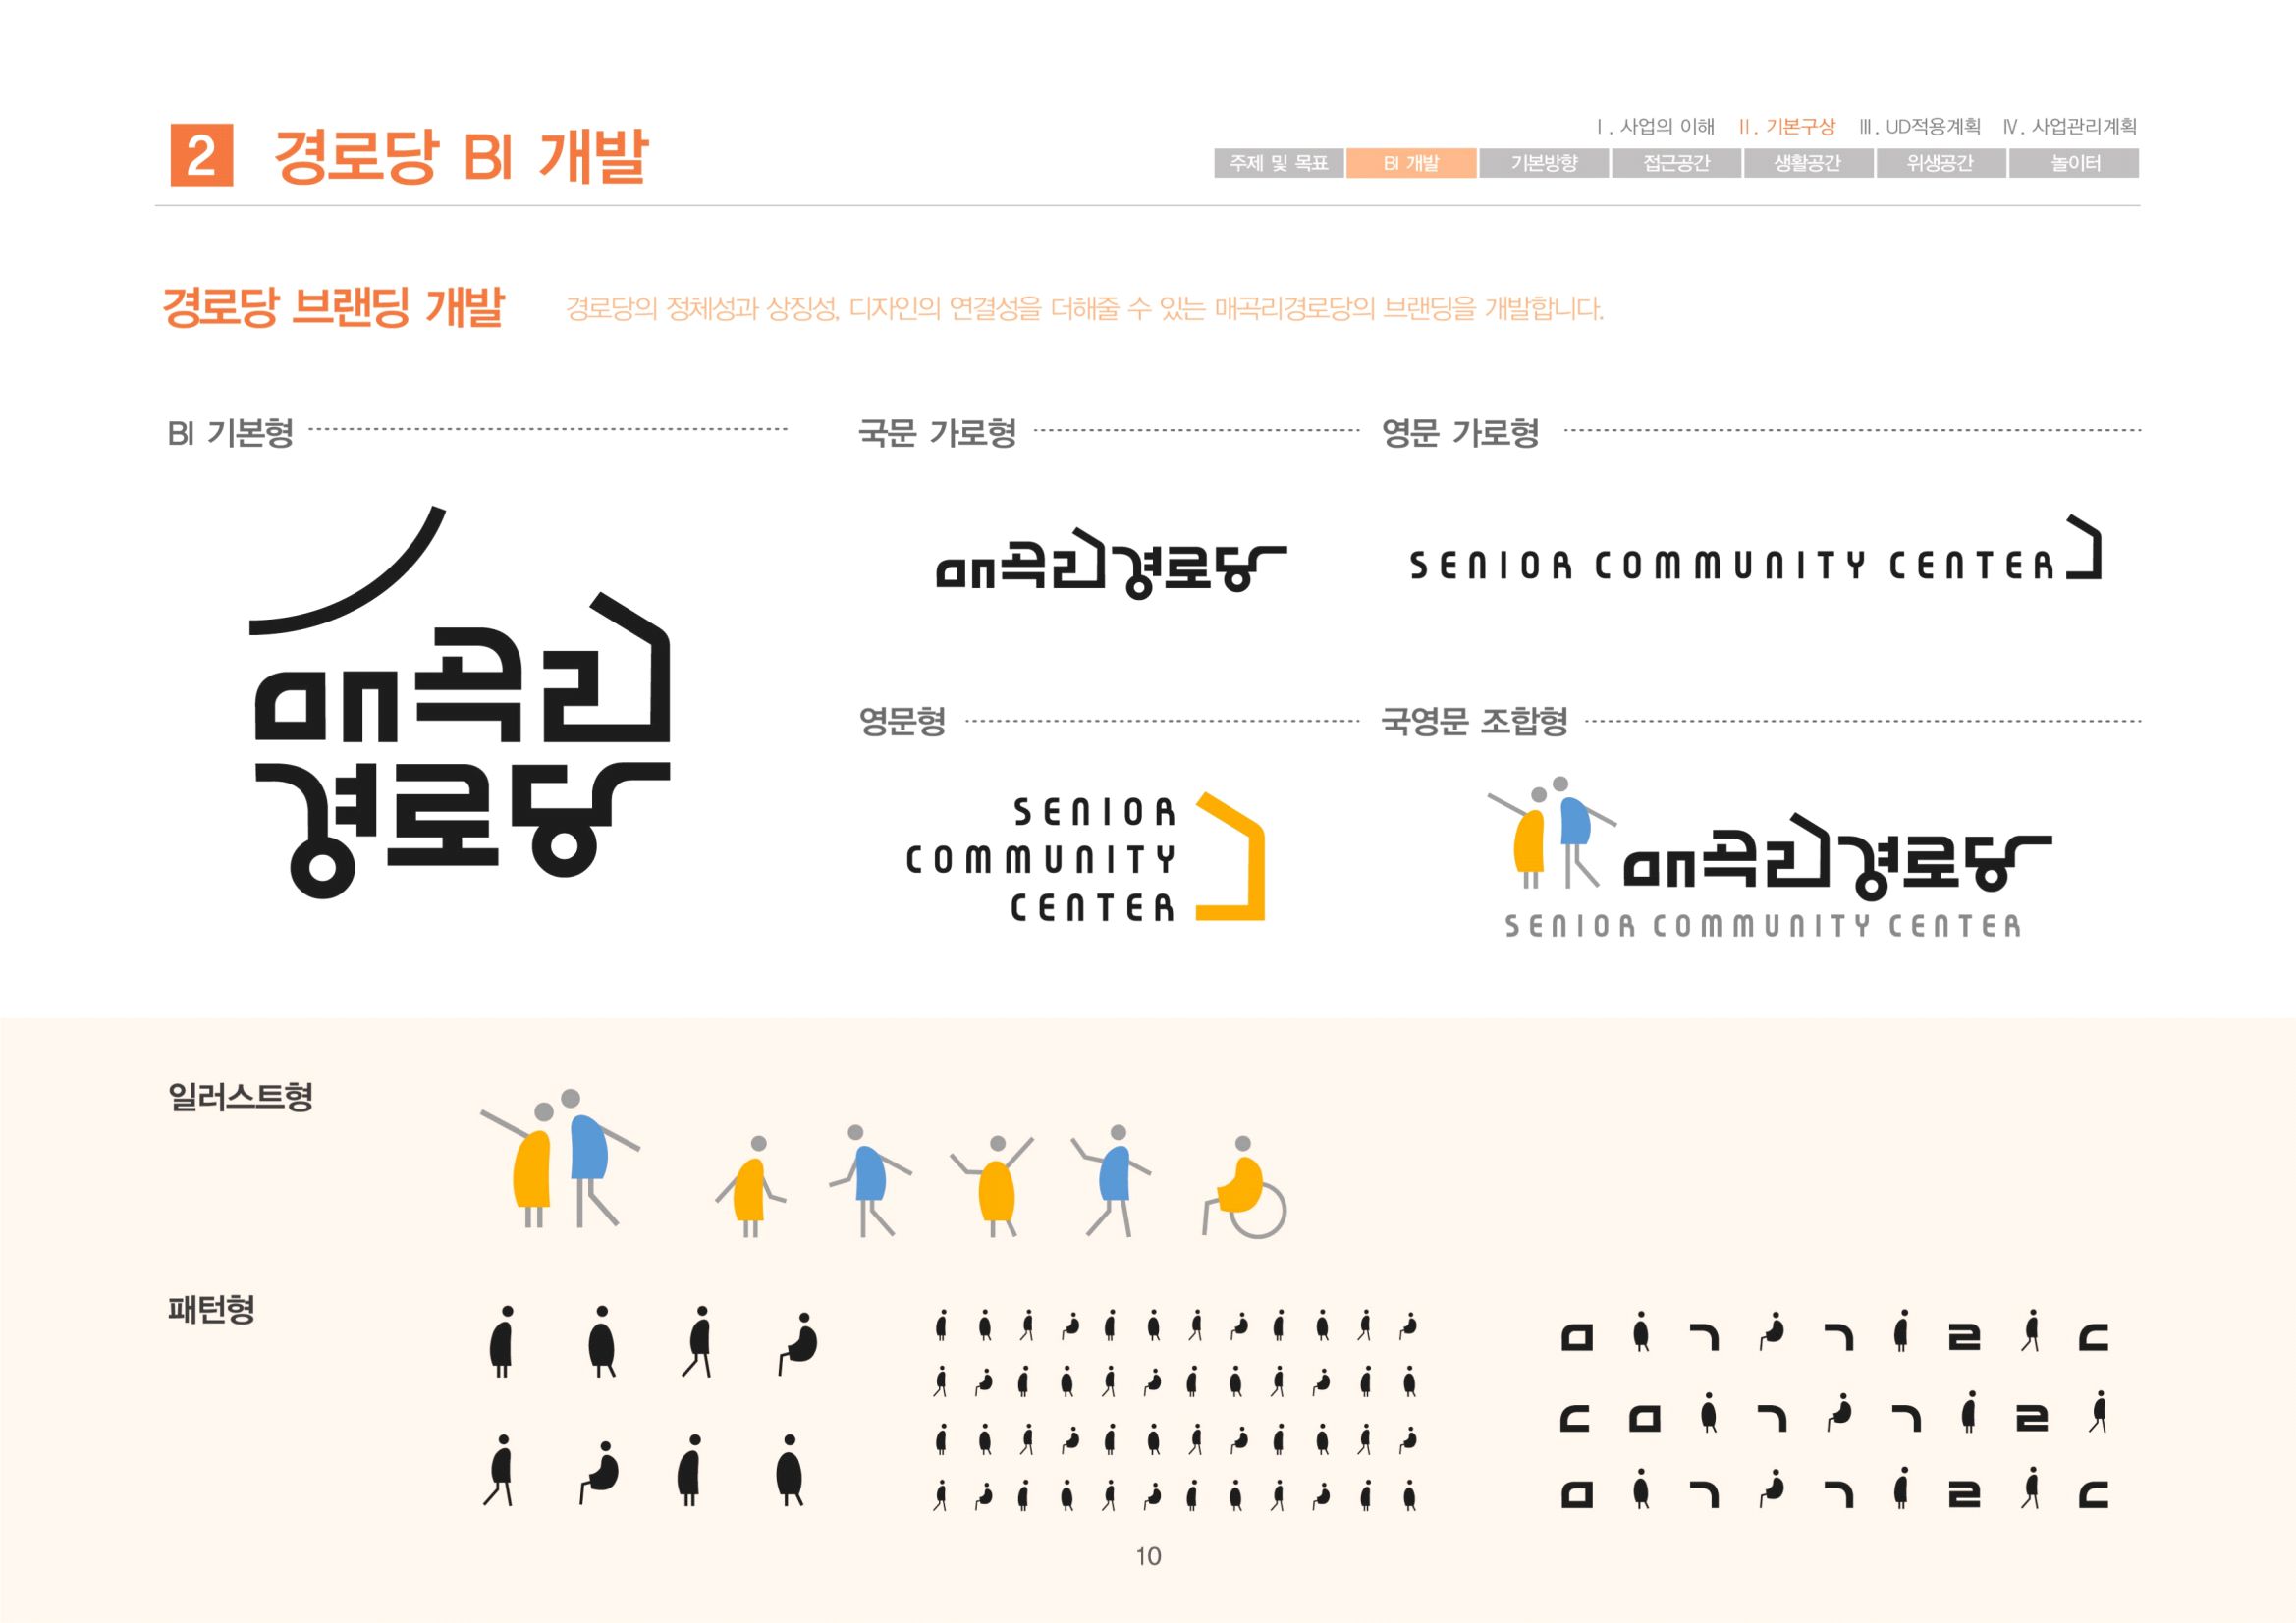 2 경로당 BI 개발
Ⅰ. 사업의 이해 Ⅱ. 기본구상 Ⅲ. UD적용계획 Ⅳ. 사업관리계획
주제 및 목표 BI 개발 기본방향 접근공간 생활공간 위생공간 놀이터
경로당 브랜딩 개발 경로당의 정체성과 상징성, 디자인의 연결성을 더해줄 수 있는 매곡리경로당의 브랜딩을 개발합니다.
BI 기본형
매곡리
경로당
국문 가로형
매곡리경로당
영문 가로형
SENIOR COMMUNITY CENTER
영문형
SENIOR
COMMUNITY
CENTER
국영문 조합형
매곡리경로당
SENIOR COMMUNITY CENTER
일러스트형
패턴형
ㅁ ㄱ ㄱ ㄹ ㄷ
ㄷ ㅁ ㄱ ㄱ ㄹ
ㅁ ㄱ ㄱ ㄹ ㄷ
10